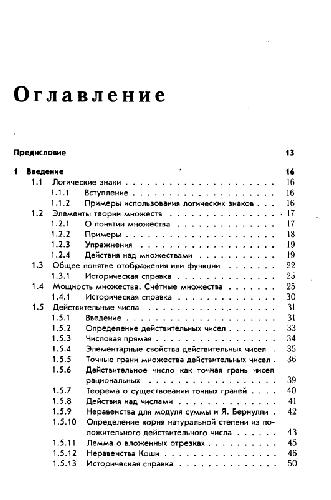 Оглавление
Предисловие 13
1 Введение 16
1.1 Логические знаки . . . . . . . . . . . . . . . . . . . . . 16
1.1.1 Вступление . . . . . . . . . . . . . . . . . . . . 16
1.1.2 Примеры использования логических знаков . . . 16
1.2 Элементы теории множеств . . . . . . . . . . . . . . . 17
1.2.1 О понятии множества . . . . . . . . . . . . . . 17
1.2.2 Примеры . . . . . . . . . . . . . . . . . . . . . 18
1.2.3 Упражнения . . . . . . . . . . . . . . . . . . . 19
1.2.4 Действия над множествами . . . . . . . . . . . 19
1.3 Общее понятие отображения или функции . . . . . . . 22
1.3.1 Историческая справка . . . . . . . . . . . . . . 25
1.4 Мощность множества. Счётные множества . . . . . . . 25
1.4.1 Историческая справка . . . . . . . . . . . . . . 30
1.5 Действительные числа . . . . . . . . . . . . . . . . . . 31
1.5.1 Введение . . . . . . . . . . . . . . . . . . . . . 31
1.5.2 Определение действительных чисел . . . . . . . 33
1.5.3 Числовая прямая . . . . . . . . . . . . . . . . . 34
1.5.4 Элементарные свойства действительных чисел . 35
1.5.5 Точные грани множества действительных чисел . 36
1.5.6 Действительное число как точная грань чисел
рациональных . . . . . . . . . . . . . . . . . . 39
1.5.7 Теорема о существовании точных граней . . . . 40
1.5.8 Действия над числами . . . . . . . . . . . . . . 41
1.5.9 Неравенства для модуля суммы и Я. Бернулли . 42
1.5.10 Определение корня натуральной степени из по-
ложительного действительного числа . . . . . . 43
1.5.11 Лемма о вложенных отрезках . . . . . . . . . . 45
1.5.12 Неравенства Коши . . . . . . . . . . . . . . . . 46
1.5.13 Историческая справка . . . . . . . . . . . . . . 50